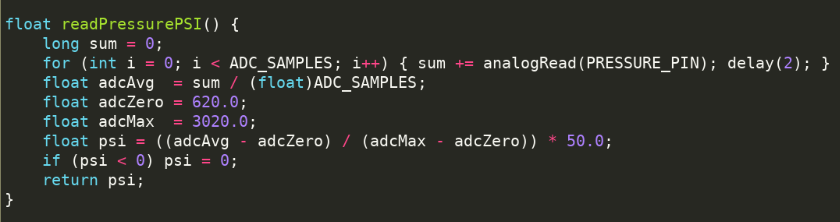 float readPressurePSI() {
    long sum = 0;
    for (int i = 0; i < ADC_SAMPLES; i++) { sum += analogRead(PRESSURE_PIN); delay(2); }
    float adcAvg  = sum / (float)ADC_SAMPLES;
    float adcZero = 620.0;
    float adcMax  = 3020.0;
    float psi = ((adcAvg - adcZero) / (adcMax - adcZero)) * 50.0;
    if (psi < 0) psi = 0;
    return psi;
}